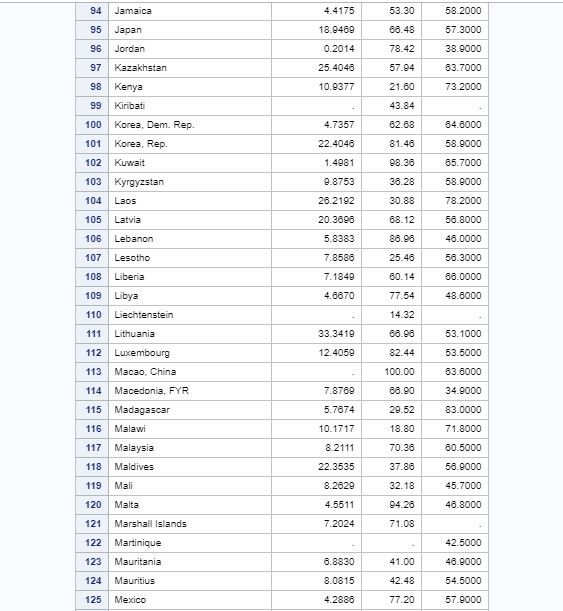 94 Jamaica 4.4175 53.30 58.2000
95 Japan 18.9469 66.48 57.3000
96 Jordan 0.2014 78.42 38.9000
97 Kazakhstan 25.4046 57.94 63.7000
98 Kenya 10.9377 21.60 73.2000
99 Kiribati . 43.84 .
100 Korea, Dem. Rep. 4.7357 62.68 64.6000
101 Korea, Rep. 22.4046 81.46 58.9000
102 Kuwait 1.4981 98.36 65.7000
103 Kyrgyzstan 9.8753 36.28 58.9000
104 Laos 26.2192 30.88 78.2000
105 Latvia 20.3696 68.12 56.8000
106 Lebanon 5.8383 86.96 46.0000
107 Lesotho 7.8586 25.46 56.3000
108 Liberia 7.1849 60.14 66.0000
109 Libya 4.6670 77.54 48.6000
110 Liechtenstein . 14.32 .
111 Lithuania 33.3419 66.96 53.1000
112 Luxembourg 12.4059 82.44 53.5000
113 Macao, China . 100.00 63.6000
114 Macedonia, FYR 7.8769 66.90 34.9000
115 Madagascar 5.7674 29.52 83.0000
116 Malawi 10.1717 18.80 71.8000
117 Malaysia 8.2111 70.36 60.5000
118 Maldives 22.3535 37.86 56.9000
119 Mali 8.2629 32.18 45.7000
120 Malta 4.5511 94.26 46.8000
121 Marshall Islands 7.2024 71.08 .
122 Martinique . . 42.5000
123 Mauritania 6.8830 41.00 46.9000
124 Mauritius 8.0815 42.48 54.5000
125 Mexico 4.2886 77.20 57.9000